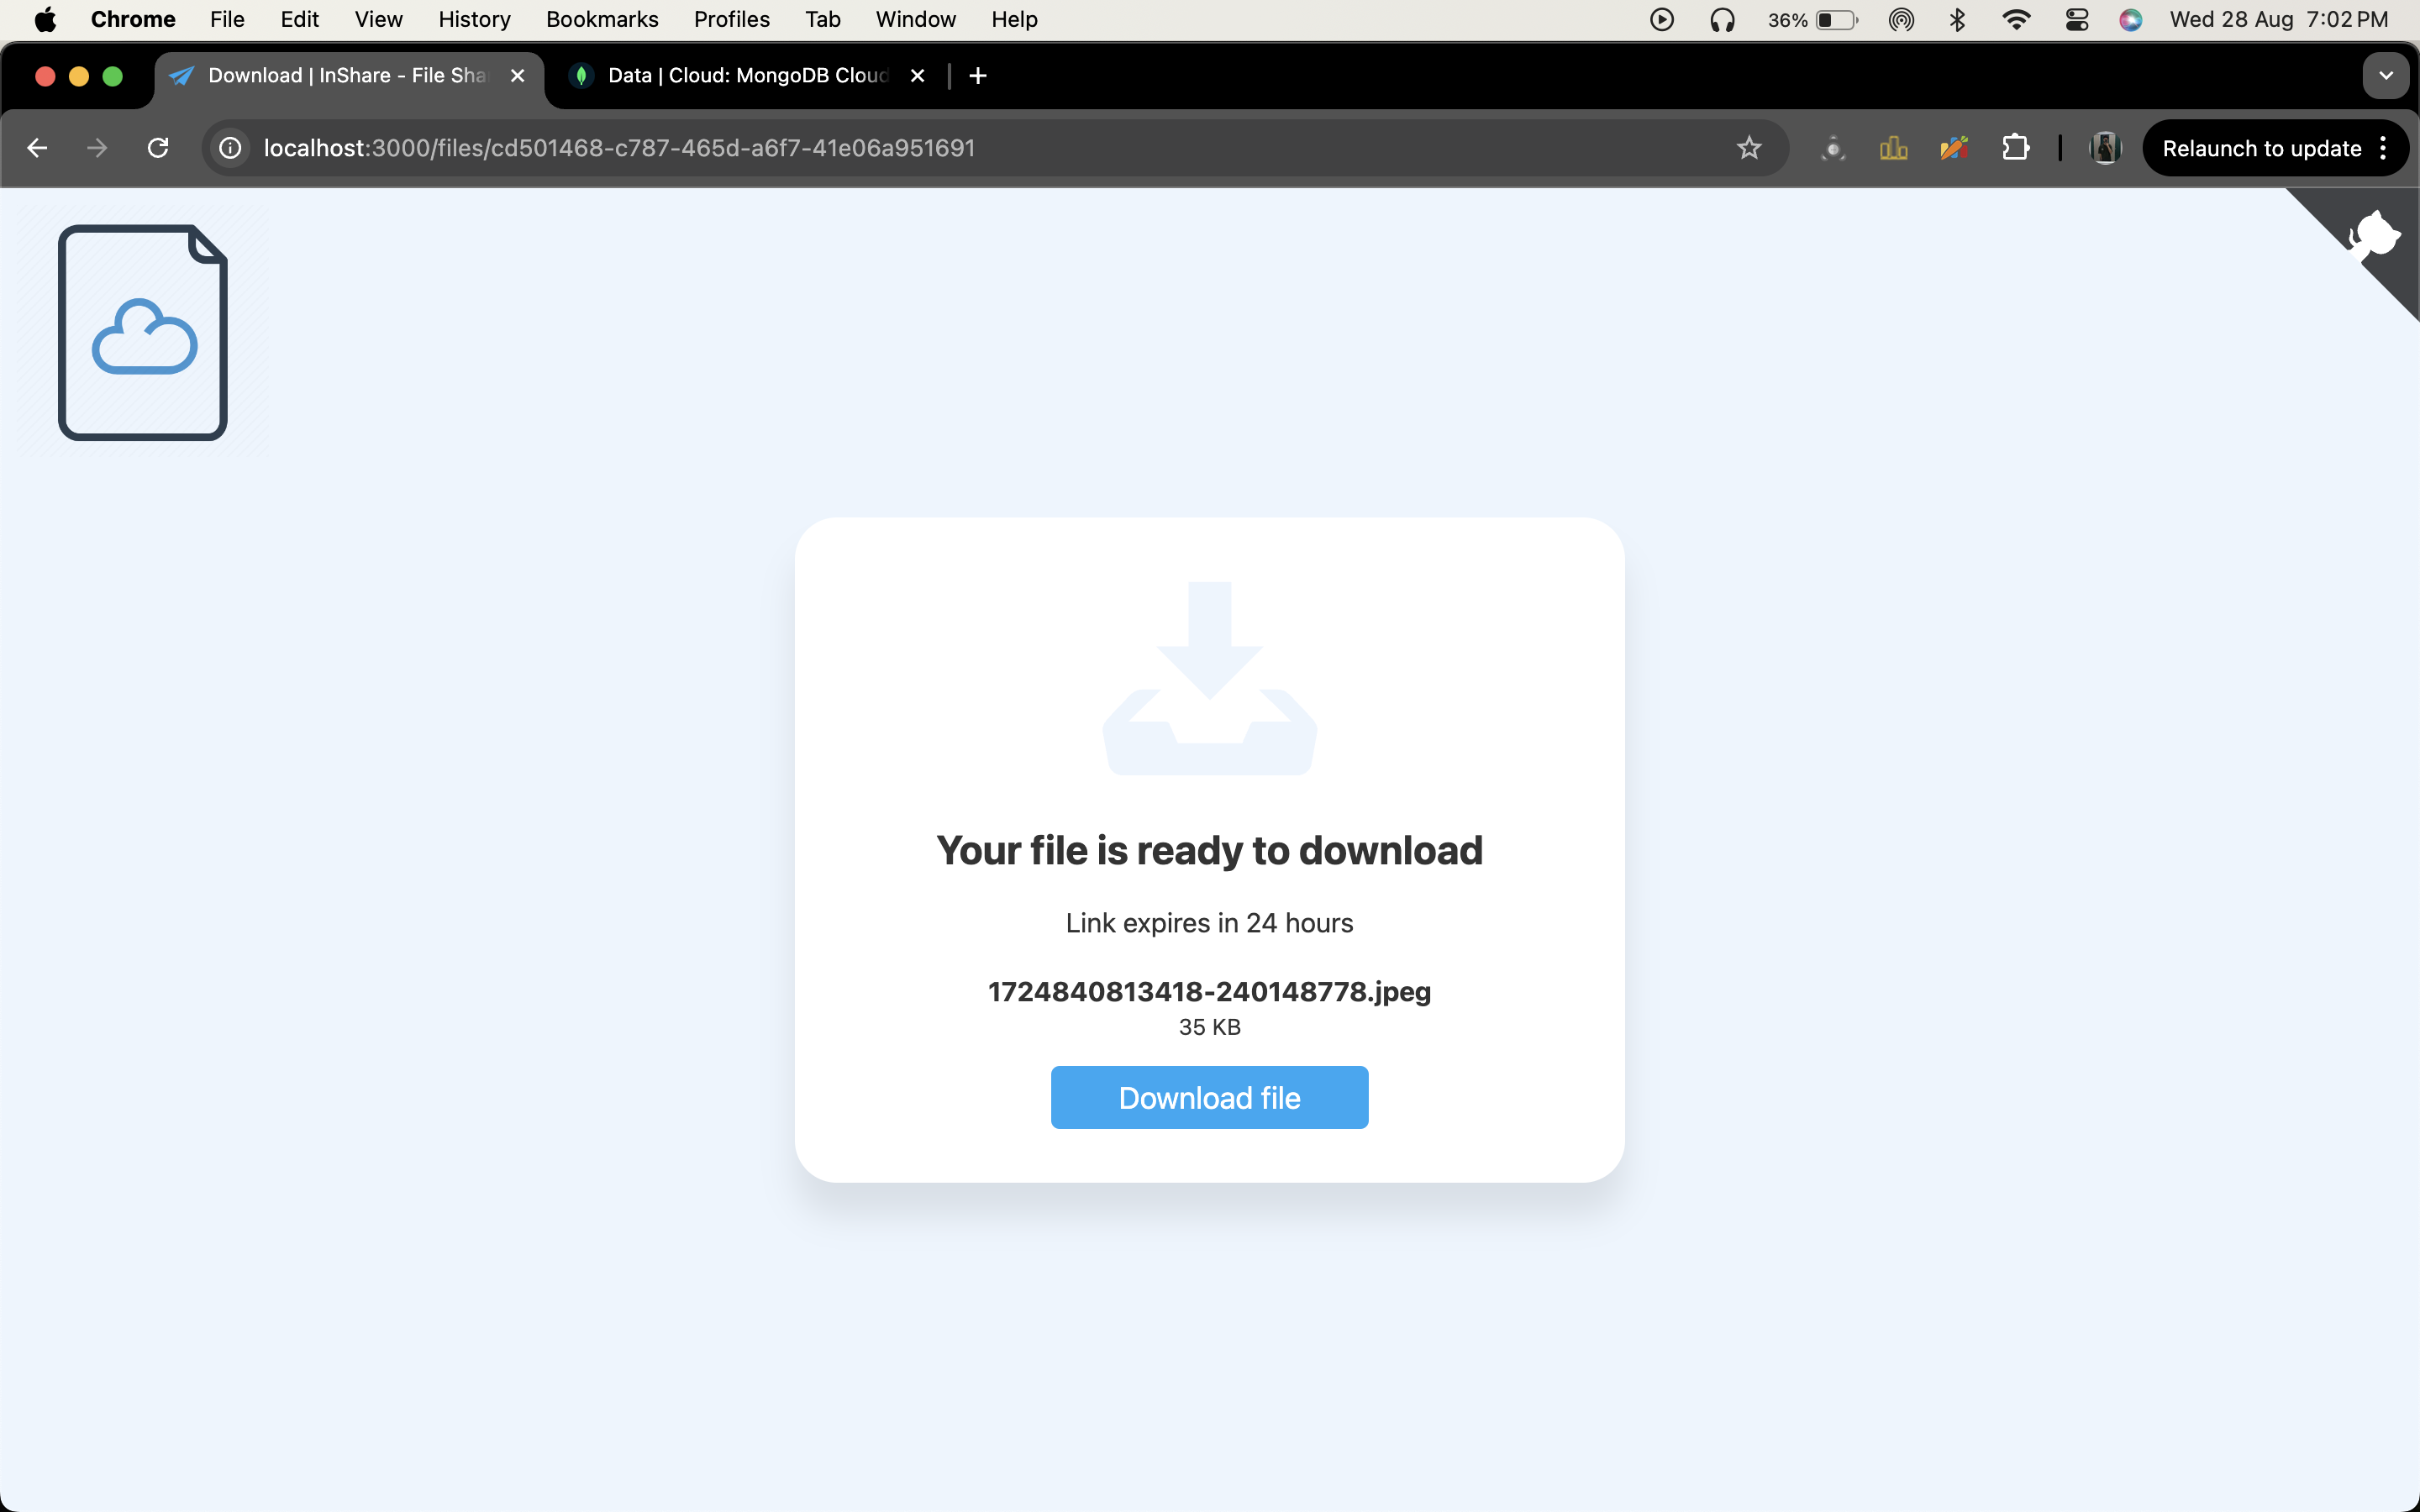 Chrome File Edit View History Bookmarks Profiles Tab Window Help 36% Wed 28 Aug 7:02 PM
Download | InShare - File Sha Data | Cloud: MongoDB Cloud
localhost:3000/files/cd501468-c787-465d-a6f7-41e06a951691 Relaunch to update
Your file is ready to download
Link expires in 24 hours
1724840813418-240148778.jpeg
35 KB
Download file